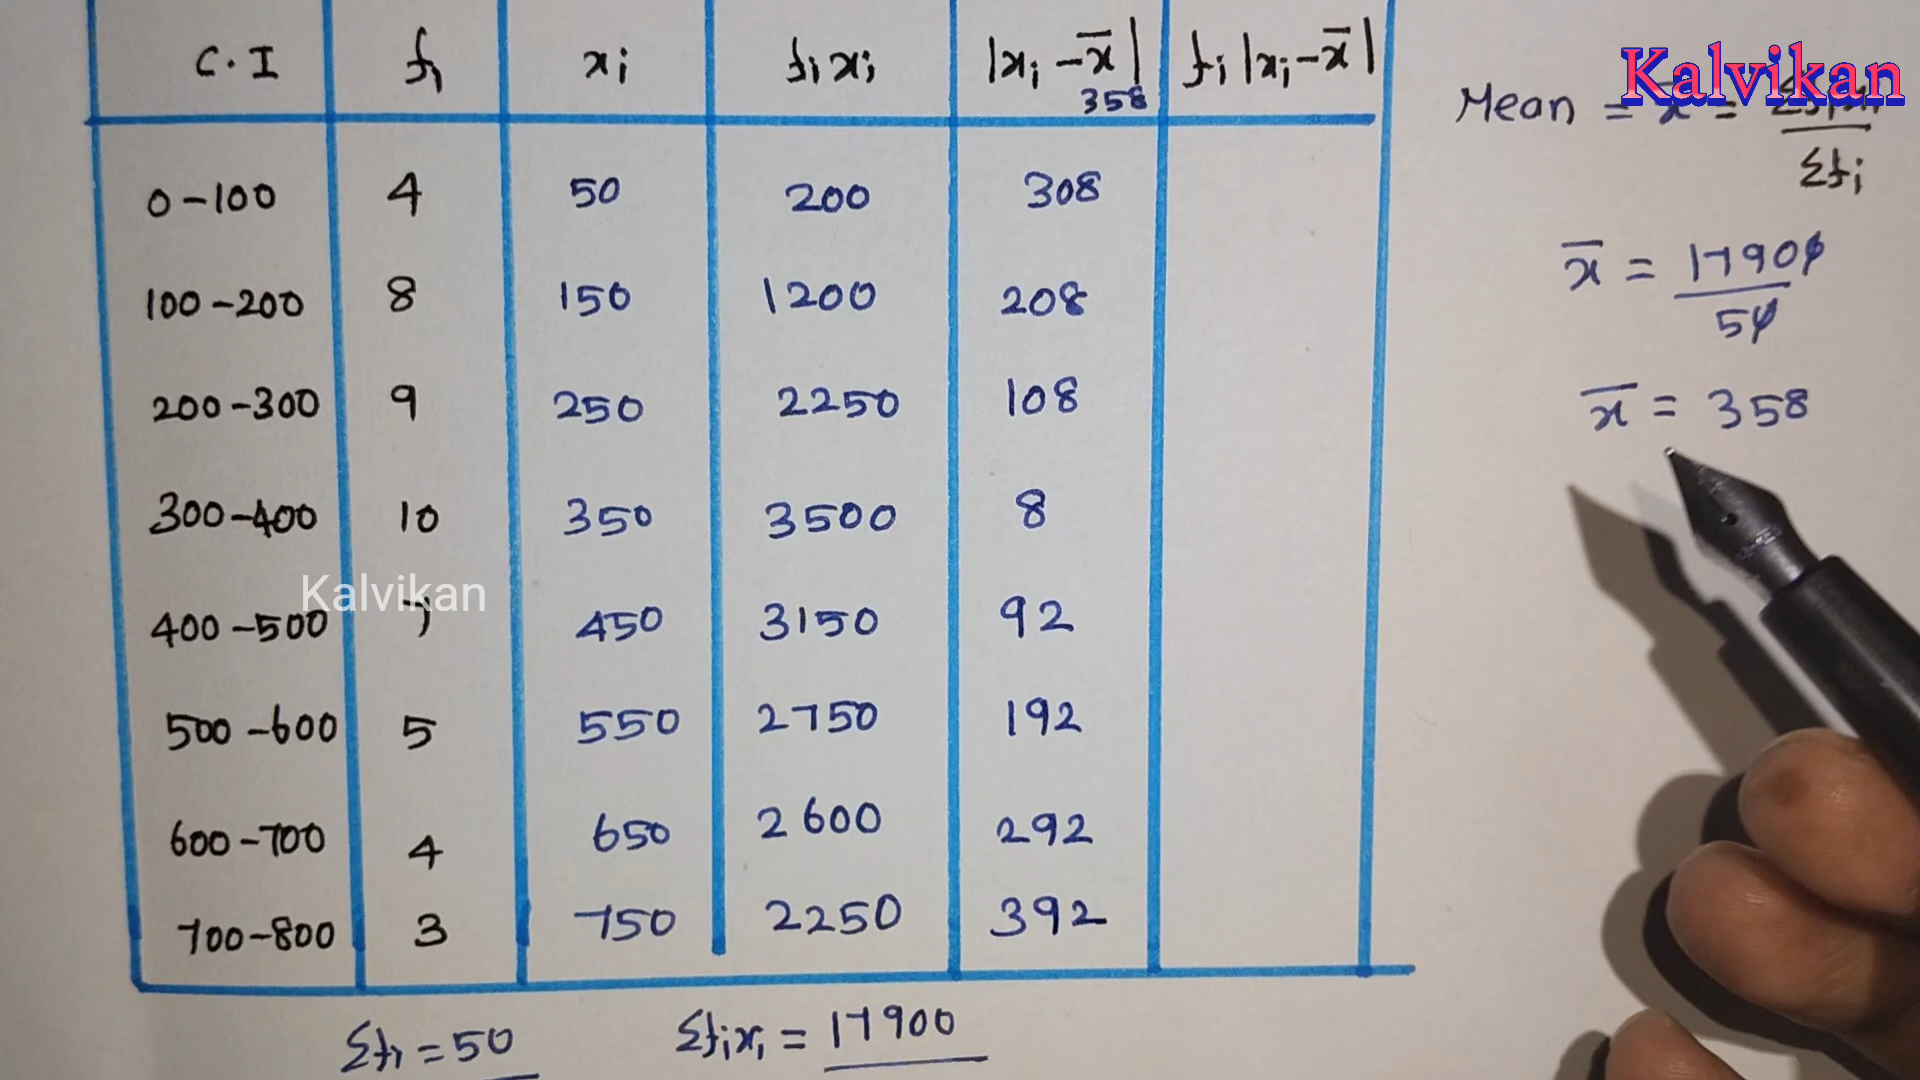 C.I fi xi fixi |xi - x̄| fi |xi - x̄|
358
0-100 4 50 200 308
100-200 8 150 1200 208
200-300 9 250 2250 108
300-400 10 350 3500 8
400-500 7 450 3150 92
500-600 5 550 2750 192
600-700 4 650 2600 292
700-800 3 750 2250 392
Σfi = 50 Σfixi = 17900
Kalvikan
Kalvikan
Mean = x̄ =
Σfi
x̄ = 17900
50
x̄ = 358